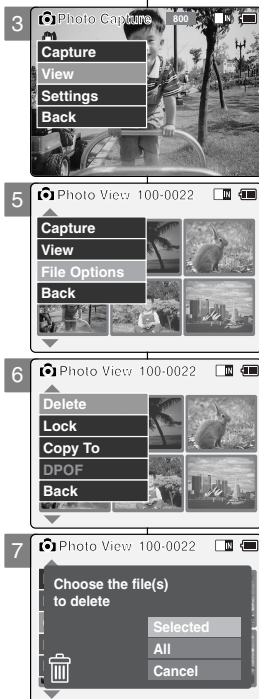 3
Photo Capture 800 IN
Capture
View
Settings
Back
5
Photo View 100-0022 IN
Capture
View
File Options
Back
6
Photo View 100-0022 IN
Delete
Lock
Copy To
DPOF
Back
7
Photo View 100-0022 IN
Choose the file(s)
to delete
Selected
All
Cancel